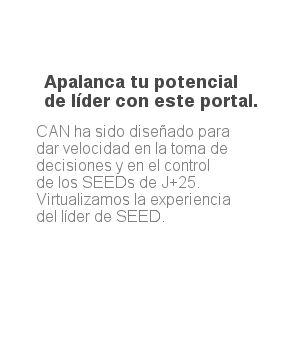 Apalanca tu potencial
de líder con este portal.
CAN ha sido diseñado para
dar velocidad en la toma de
decisiones y en el control
de los SEEDs de J+25.
Virtualizamos la experiencia
del líder de SEED.